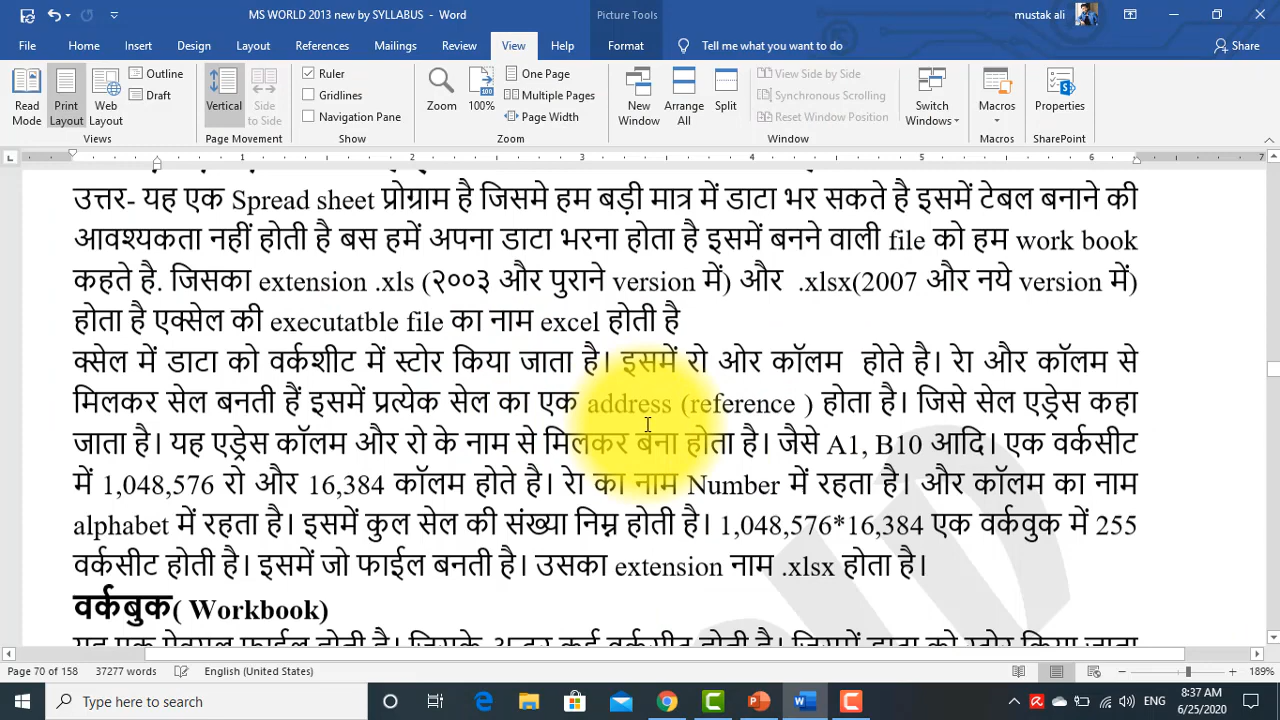 MS WORLD 2013 new by SYLLABUS - Word
Picture Tools
mustak ali
File Home Insert Design Layout References Mailings Review View Help Format Tell me what you want to do Share
Read Mode
Print Layout
Web Layout
Outline
Draft
Views
Vertical
Side to Side
Page Movement
Ruler
Gridlines
Navigation Pane
Show
Zoom
100%
One Page
Multiple Pages
Page Width
Zoom
New Window
Arrange All
Split
View Side by Side
Synchronous Scrolling
Reset Window Position
Window
Switch Windows
Macros
Macros
Properties
SharePoint
1 2 3 4 5 6 7
उत्तर- यह एक Spread sheet प्रोग्राम है जिसमे हम बड़ी मात्र में डाटा भर सकते है इसमें टेबल बनाने की
आवश्यकता नहीं होती है बस हमें अपना डाटा भरना होता है इसमें बनने वाली file को हम work book
कहते है. जिसका extension .xls (२००३ और पुराने version में) और .xlsx(2007 और नये version में)
होता है एक्सेल की executatble file का नाम excel होती है
क्सेल में डाटा को वर्कशीट में स्टोर किया जाता है। इसमें रो ओर कॉलम होते है। रेा और कॉलम से
मिलकर सेल बनती हैं इसमें प्रत्येक सेल का एक address (reference ) होता है। जिसे सेल एड्रेस कहा
जाता है। यह एड्रेस कॉलम और रो के नाम से मिलकर बना होता है। जैसे A1, B10 आदि। एक वर्कसीट
में 1,048,576 रो और 16,384 कॉलम होते है। रेा का नाम Number में रहता है। और कॉलम का नाम
alphabet में रहता है। इसमें कुल सेल की संख्या निम्न होती है। 1,048,576*16,384 एक वर्कवुक में 255
वर्कसीट होती है। इसमें जो फाईल बनती है। उसका extension नाम .xlsx होता है।
वर्कबुक( Workbook)
Page 70 of 158 37277 words English (United States) 189%
Type here to search
ENG
8:37 AM
6/25/2020